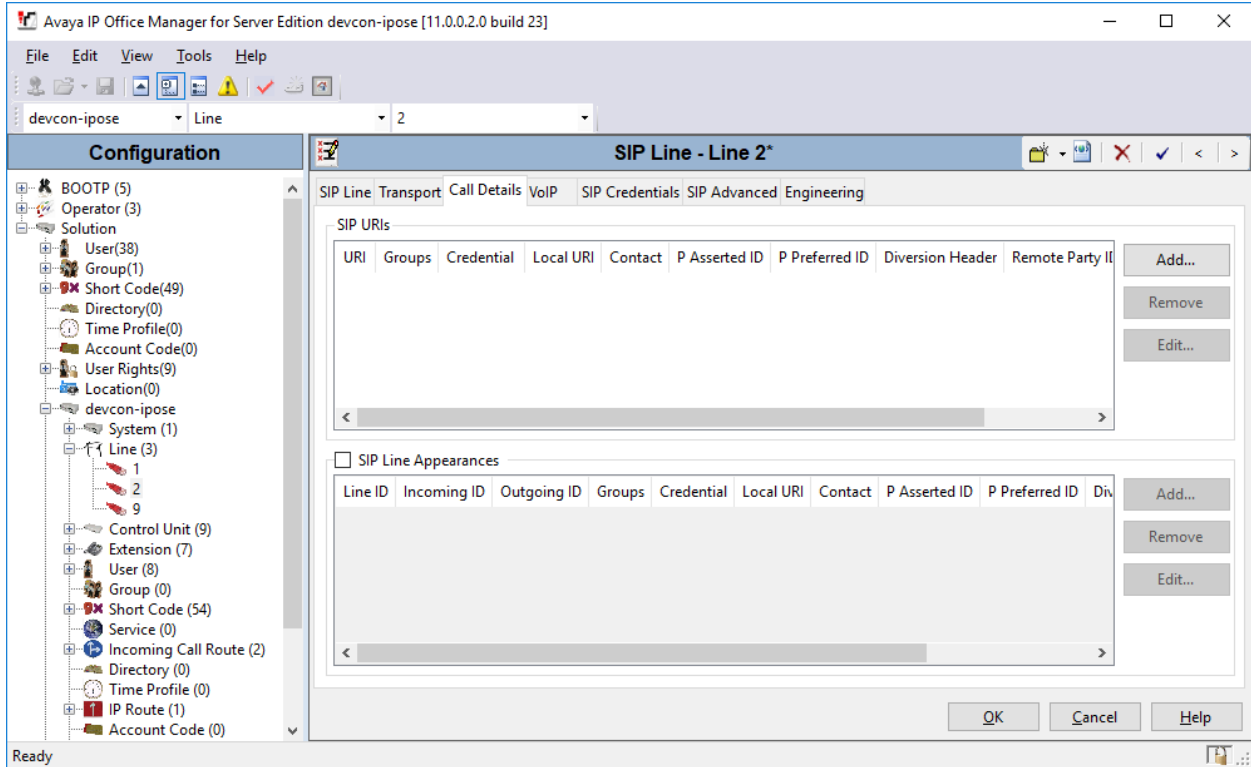 Avaya IP Office Manager for Server Edition devcon-ipose [11.0.0.2.0 build 23]
File Edit View Tools Help
devcon-ipose Line 2
Configuration
BOOTP (5)
Operator (3)
Solution
User(38)
Group(1)
Short Code(49)
Directory(0)
Time Profile(0)
Account Code(0)
User Rights(9)
Location(0)
devcon-ipose
System (1)
Line (3)
1
2
9
Control Unit (9)
Extension (7)
User (8)
Group (0)
Short Code (54)
Service (0)
Incoming Call Route (2)
Directory (0)
Time Profile (0)
IP Route (1)
Account Code (0)
SIP Line - Line 2*
SIP Line Transport Call Details VoIP SIP Credentials SIP Advanced Engineering
SIP URIs
URI Groups Credential Local URI Contact P Asserted ID P Preferred ID Diversion Header Remote Party ID
Add...
Remove
Edit...
SIP Line Appearances
Line ID Incoming ID Outgoing ID Groups Credential Local URI Contact P Asserted ID P Preferred ID Div
Add...
Remove
Edit...
OK Cancel Help
Ready